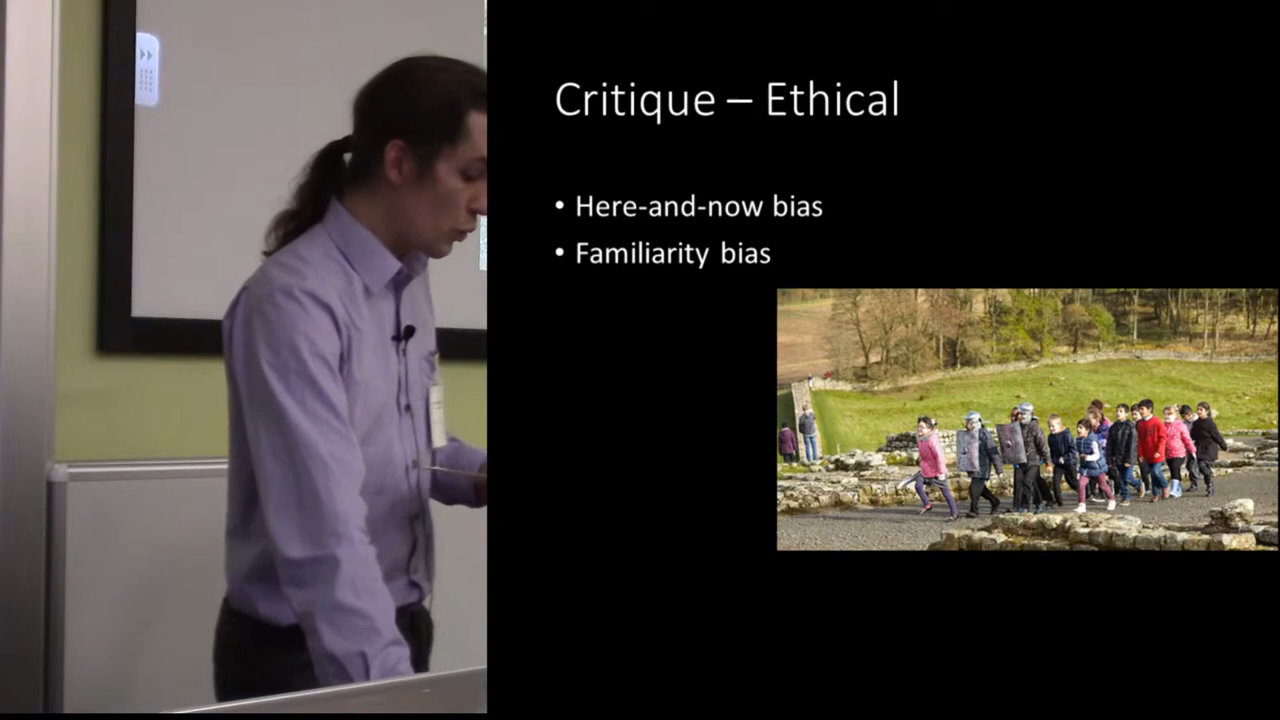 Critique – Ethical
• Here-and-now bias
• Familiarity bias